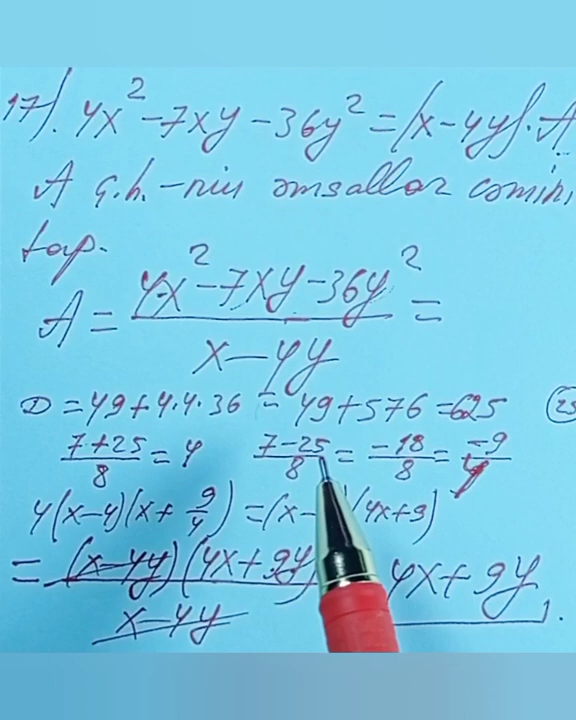 17). 4x² - 7xy - 36y² = (x - 4y) · A
A ç.h. - nin əmsallar cəmini
tap.
A = (4x² - 7xy - 36y²) / (x - 4y) =
D = 49 + 4·4·36 = 49 + 576 = 625
(7+25)/8 = 4 (7-25)/8 = -18/8 = -9/4
4(x-4)(x + 9/4) = (x- )(4x+9)
= (x-4y)(4x+9y) / (x-4y) 4x+9y